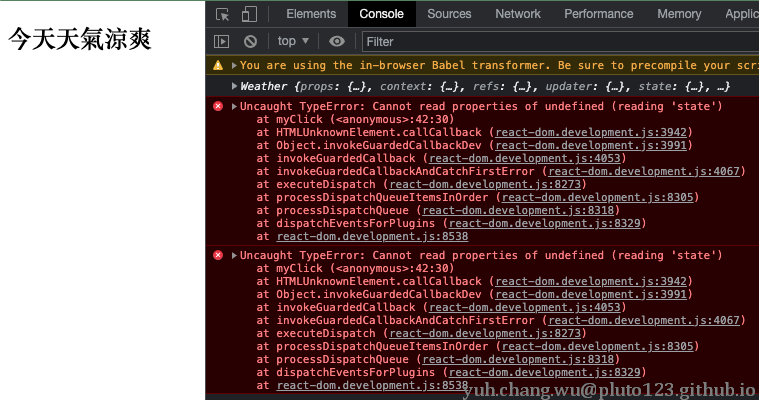 今天天氣涼爽
Elements Console Sources Network Performance Memory Applic
top Filter
You are using the in-browser Babel transformer. Be sure to precompile your scri
Weather {props: {…}, context: {…}, refs: {…}, updater: {…}, state: {…}, …}
Uncaught TypeError: Cannot read properties of undefined (reading 'state')
at myClick (<anonymous>:42:30)
at HTMLUnknownElement.callCallback (react-dom.development.js:3942)
at Object.invokeGuardedCallbackDev (react-dom.development.js:3991)
at invokeGuardedCallback (react-dom.development.js:4053)
at invokeGuardedCallbackAndCatchFirstError (react-dom.development.js:4067)
at executeDispatch (react-dom.development.js:8273)
at processDispatchQueueItemsInOrder (react-dom.development.js:8305)
at processDispatchQueue (react-dom.development.js:8318)
at dispatchEventsForPlugins (react-dom.development.js:8329)
at react-dom.development.js:8538
Uncaught TypeError: Cannot read properties of undefined (reading 'state')
at myClick (<anonymous>:42:30)
at HTMLUnknownElement.callCallback (react-dom.development.js:3942)
at Object.invokeGuardedCallbackDev (react-dom.development.js:3991)
at invokeGuardedCallback (react-dom.development.js:4053)
at invokeGuardedCallbackAndCatchFirstError (react-dom.development.js:4067)
at executeDispatch (react-dom.development.js:8273)
at processDispatchQueueItemsInOrder (react-dom.development.js:8305)
at processDispatchQueue (react-dom.development.js:8318)
at dispatchEventsForPlugins (react-dom.development.js:8329)
at react-dom.development.js:8538
yuh.chang.wu@pluto123.github.io